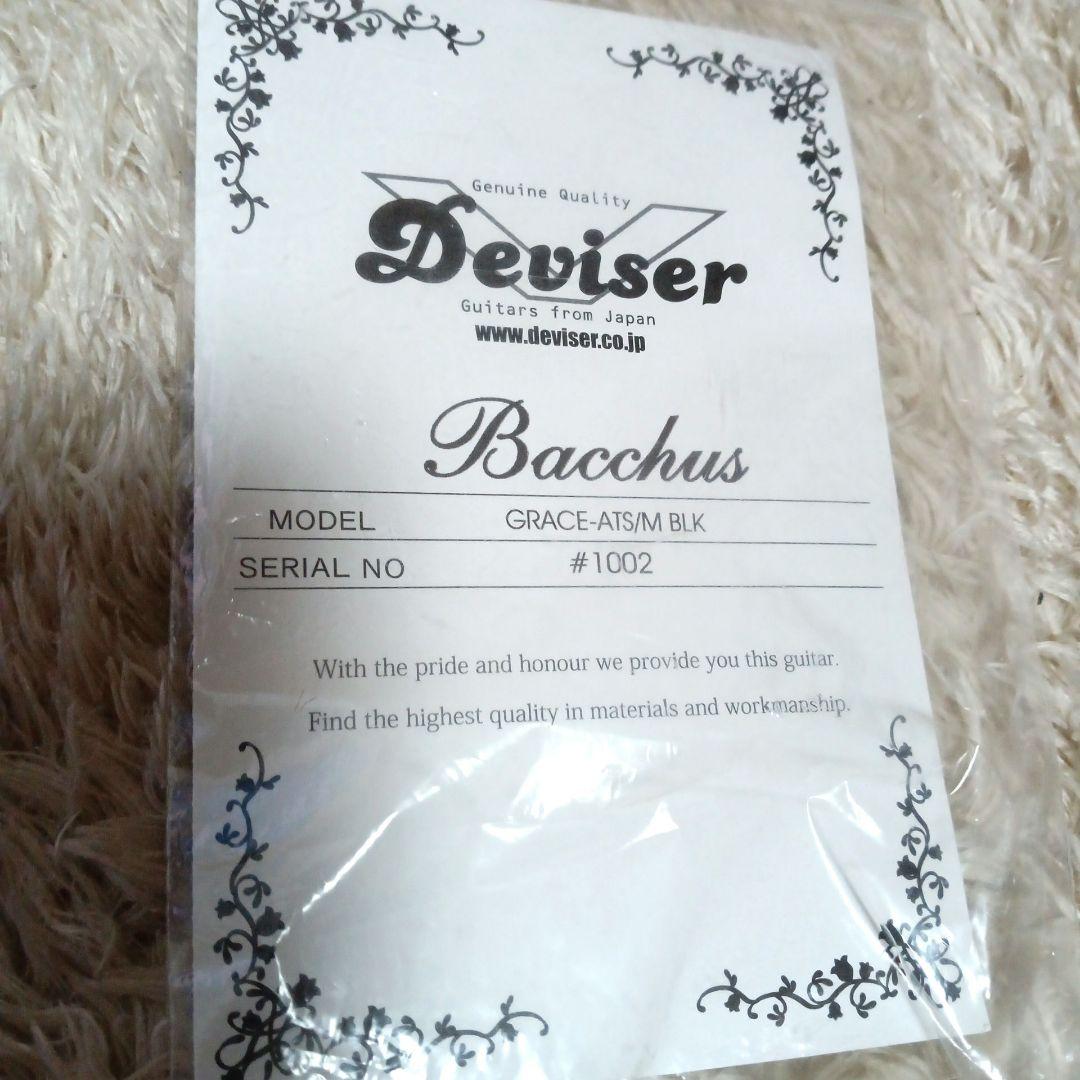 Genuine Quality
Deviser
Guitars from Japan
www.deviser.co.jp
Bacchus
MODEL GRACE-ATS/M BLK
SERIAL NO #1002
With the pride and honour we provide you this guitar.
Find the highest quality in materials and workmanship.